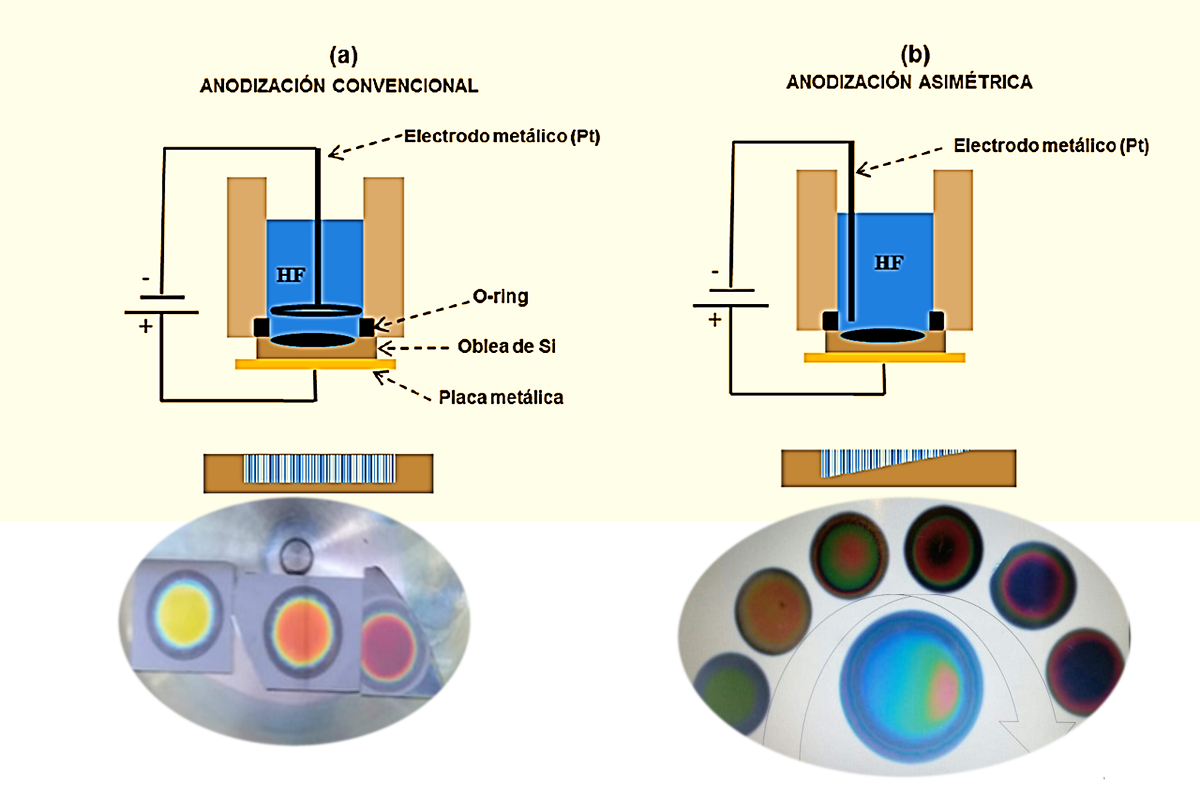 (a)
ANODIZACIÓN CONVENCIONAL
Electrodo metálico (Pt)
-
+
HF
O-ring
Oblea de Si
Placa metálica
(b)
ANODIZACIÓN ASIMÉTRICA
Electrodo metálico (Pt)
-
+
HF